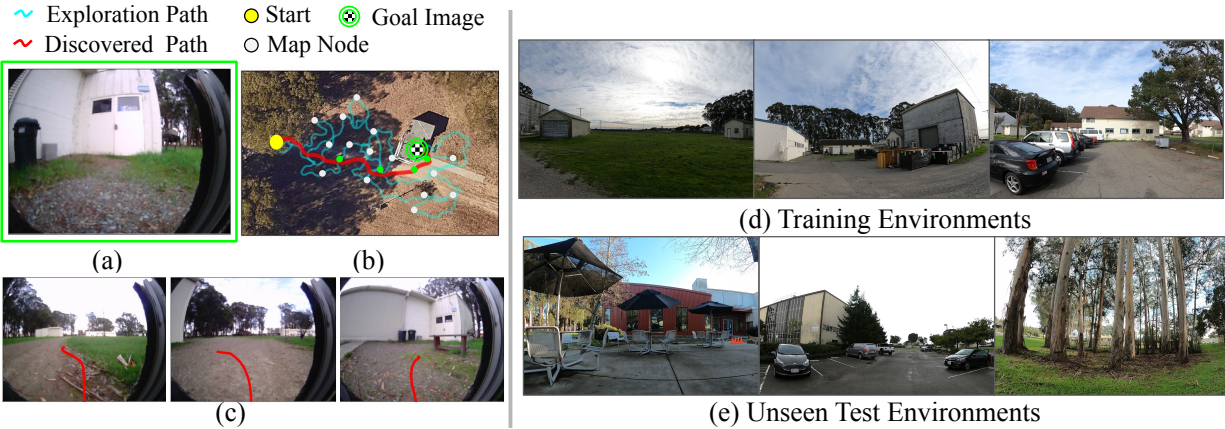 Exploration Path
Start
Goal Image
Discovered Path
Map Node
(a)
(b)
(c)
(d) Training Environments
(e) Unseen Test Environments